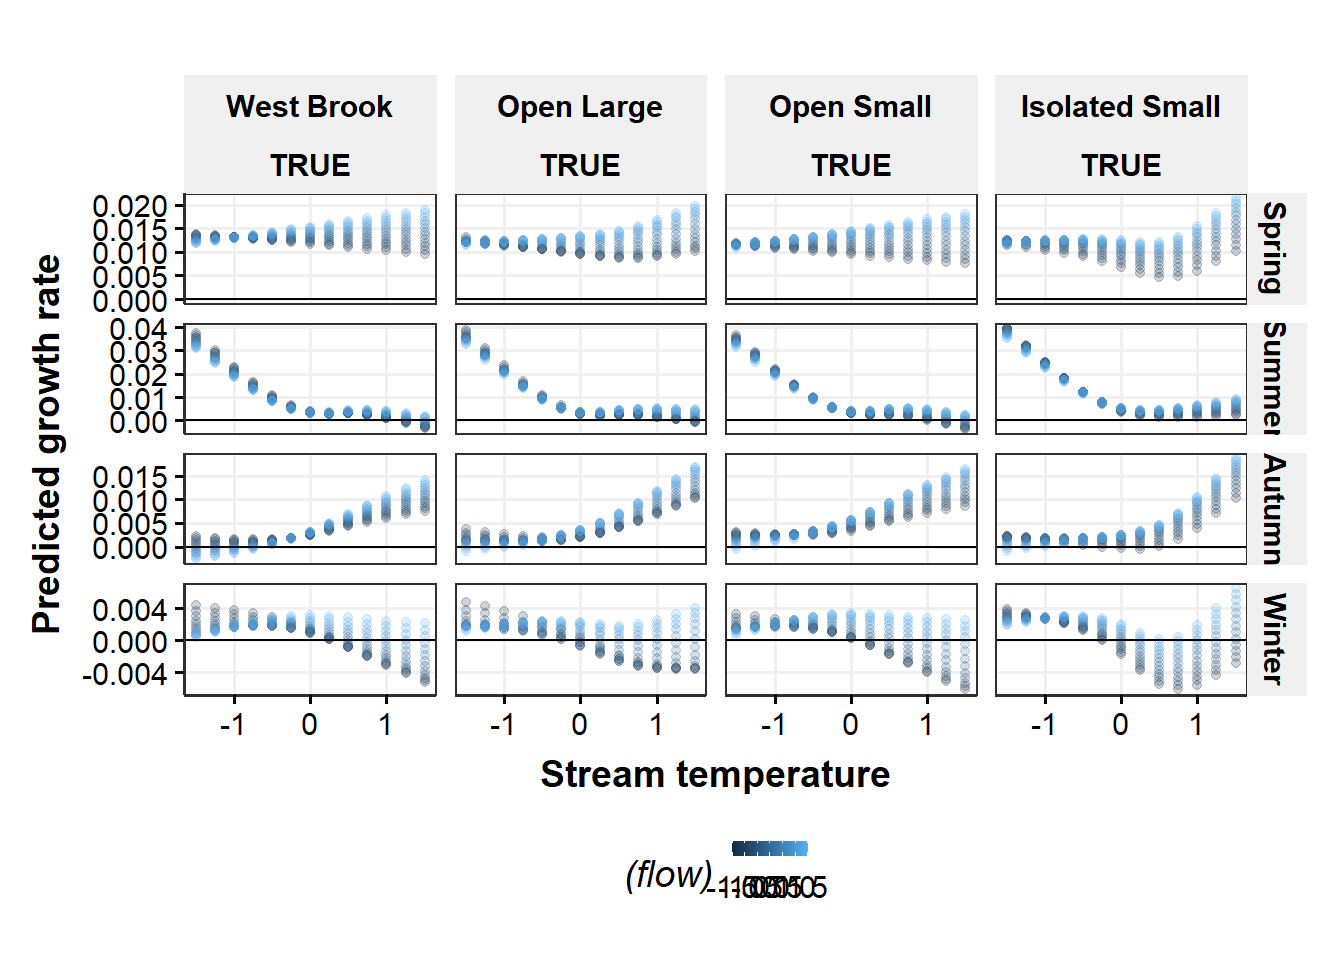 West Brook Open Large Open Small Isolated Small
TRUE TRUE TRUE TRUE
Predicted growth rate
0.020
0.015
0.010
0.005
0.000
Spring
0.04
0.03
0.02
0.01
0.00
Summer
0.015
0.010
0.005
0.000
Autumn
0.004
0.000
-0.004
Winter
-1 0 1 -1 0 1 -1 0 1 -1 0 1
Stream temperature
(flow)